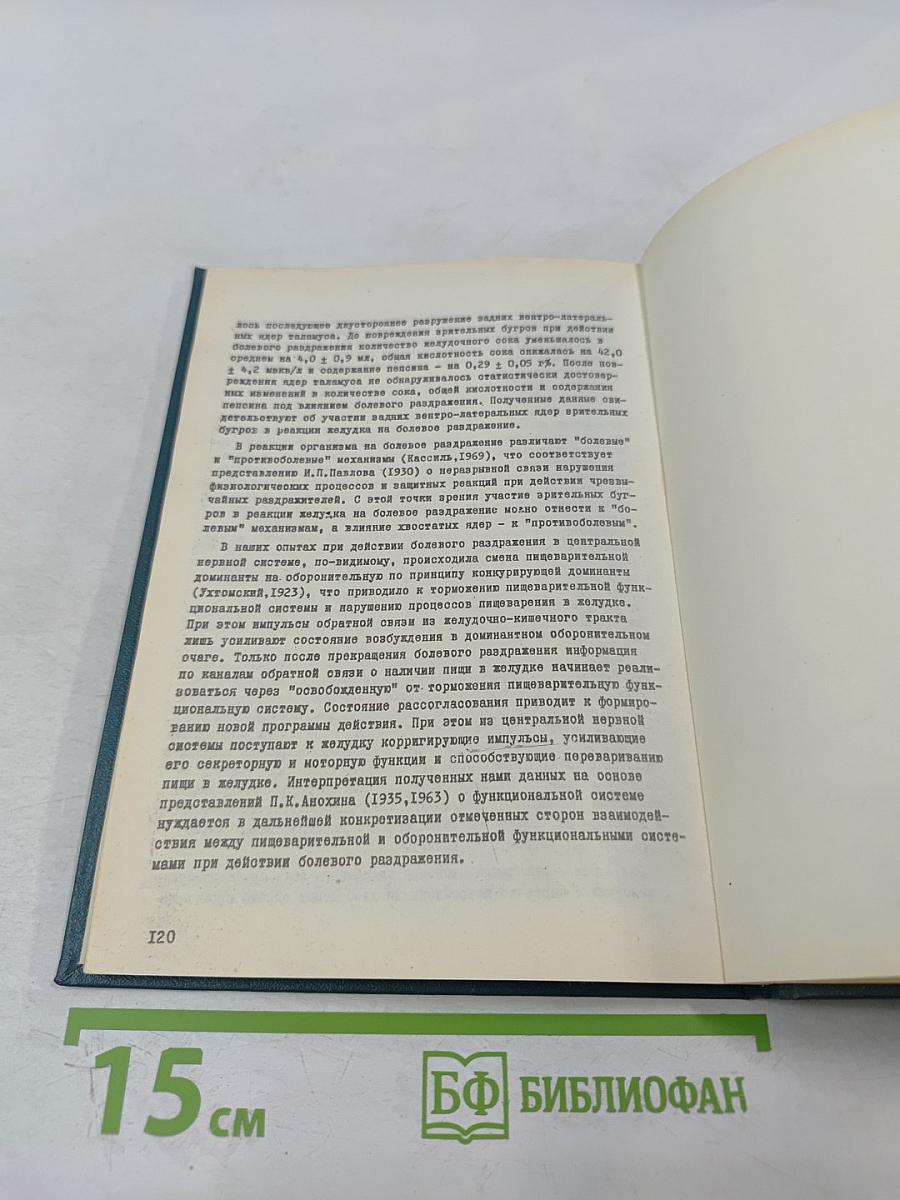 лось последующее двустороннее разрушение задних вентро-латераль-
ных ядер таламуса. До повреждения зрительных бугров при действии
болевого раздражения количество желудочного сока уменьшалось в
среднем на 4,0 ± 0,9 мл, общая кислотность сока снижалась на 42,0
± 4,2 мэкв/л и содержание пепсина - на 0,29 ± 0,05 г%. После пов-
реждения ядер таламуса не обнаруживалось статистически достовер-
ных изменений в количестве сока, общей кислотности и содержания
пепсина под влиянием болевого раздражения. Полученные данные сви-
детельствуют об участии задних вентро-латеральных ядер зрительных
бугров в реакции желудка на болевое раздражение.
В реакции организма на болевое раздражение различают "болевые"
и "противоболевые" механизмы (Кассиль,1969), что соответствует
представлению И.П.Павлова (1930) о неразрывной связи нарушения
физиологических процессов и защитных реакций при действии чрезвы-
чайных раздражителей. С этой точки зрения участие зрительных буг-
ров в реакции желудка на болевое раздражение можно отнести к "бо-
левым" механизмам, а влияние хвостатых ядер - к "противоболевым".
В наших опытах при действии болевого раздражения в центральной
нервной системе, по-видимому, происходила смена пищеварительной
доминанты на оборонительную по принципу конкурирующей доминанты
(Ухтомский,1923), что приводило к торможению пищеварительной функ-
циональной системы и нарушению процессов пищеварения в желудке.
При этом импульсы обратной связи из желудочно-кишечного тракта
лишь усиливают состояние возбуждения в доминантном оборонительном
очаге. Только после прекращения болевого раздражения информация
по каналам обратной связи о наличии пищи в желудке начинает реали-
зоваться через "освобожденную" от торможения пищеварительную функ-
циональную систему. Состояние рассогласования приводит к формиро-
ванию новой программы действия. При этом из центральной нервной
системы поступают к желудку корригирующие импульсы, усиливающие
его секреторную и моторную функции и способствующие перевариванию
пищи в желудке. Интерпретация полученных нами данных на основе
представлений П.К.Анохина (1935,1963) о функциональной системе
нуждается в дальнейшей конкретизации отмеченных сторон взаимодей-
ствия между пищеварительной и оборонительной функциональными систе-
мами при действии болевого раздражения.
120
15 см
БФ БИБЛИОФАН